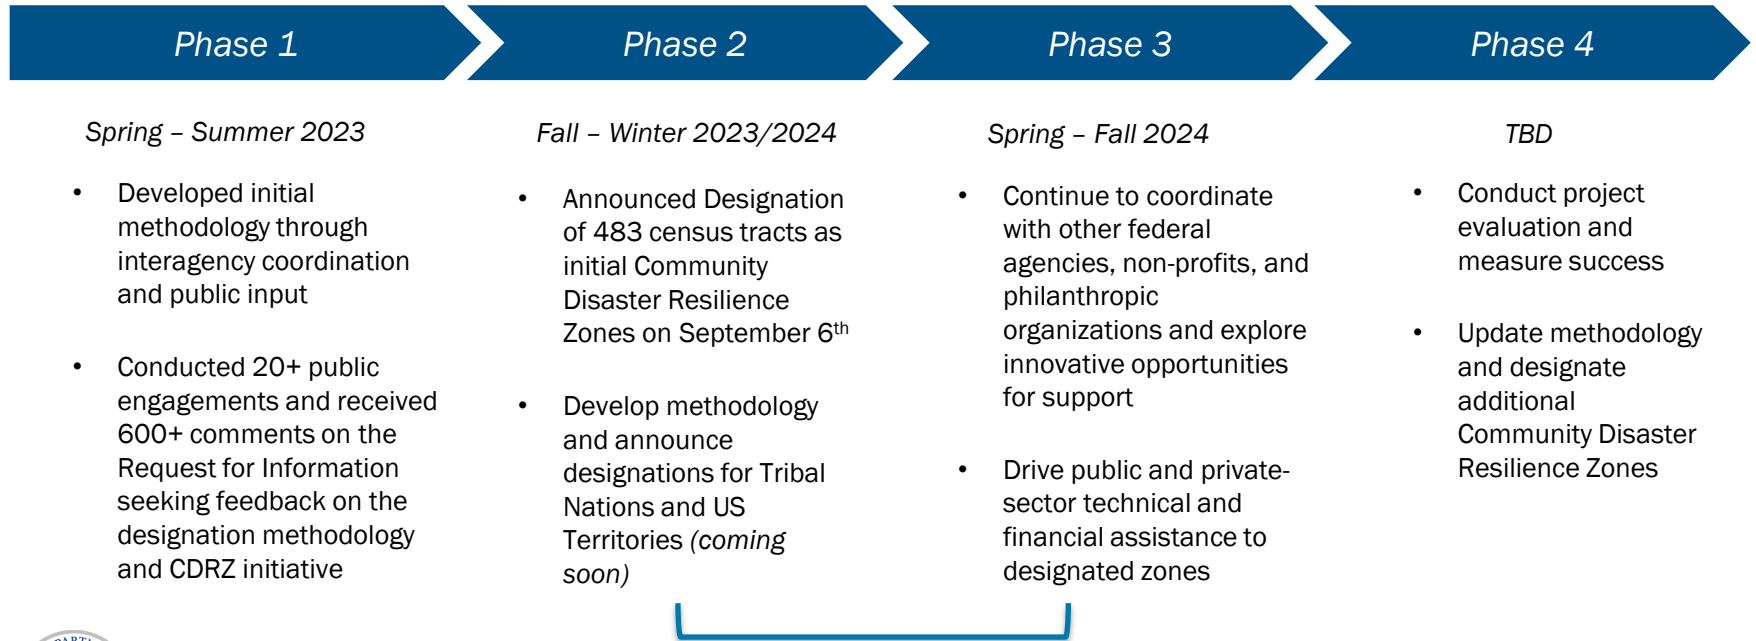 Phase 1
Phase 2
Phase 3
Phase 4
Spring – Summer 2023
• Developed initial
methodology through
interagency coordination
and public input
• Conducted 20+ public
engagements and received
600+ comments on the
Request for Information
seeking feedback on the
designation methodology
and CDRZ initiative
Fall – Winter 2023/2024
• Announced Designation
of 483 census tracts as
initial Community
Disaster Resilience
Zones on September 6th
• Develop methodology
and announce
designations for Tribal
Nations and US
Territories (coming
soon)
Spring – Fall 2024
• Continue to coordinate
with other federal
agencies, non-profits, and
philanthropic
organizations and explore
innovative opportunities
for support
• Drive public and private-
sector technical and
financial assistance to
designated zones
TBD
• Conduct project
evaluation and
measure success
• Update methodology
and designate
additional
Community Disaster
Resilience Zones